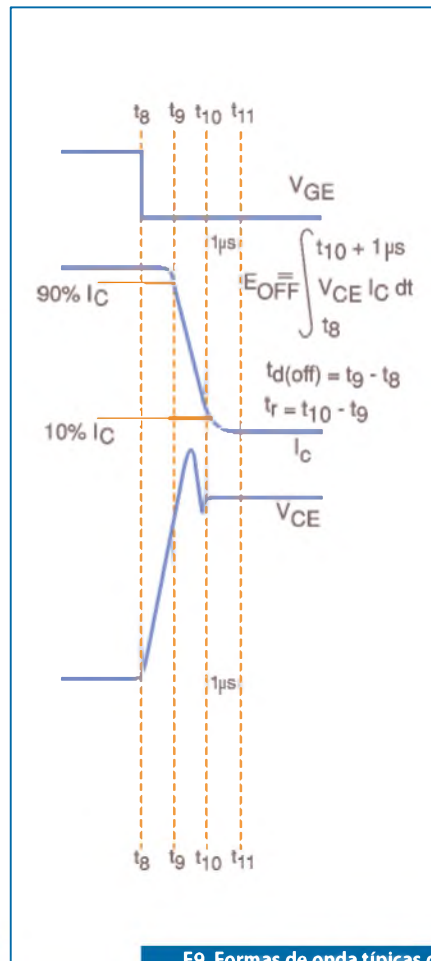 t8 t9 t10 t11
VGE
1µs
EOFF = ∫ t10 + 1µs
VCE IC dt
t8
90% IC
td(off) = t9 - t8
tr = t10 - t9
10% IC
IC
VCE
1µs
t8 t9 t10 t11
F9. Formas de onda típicas